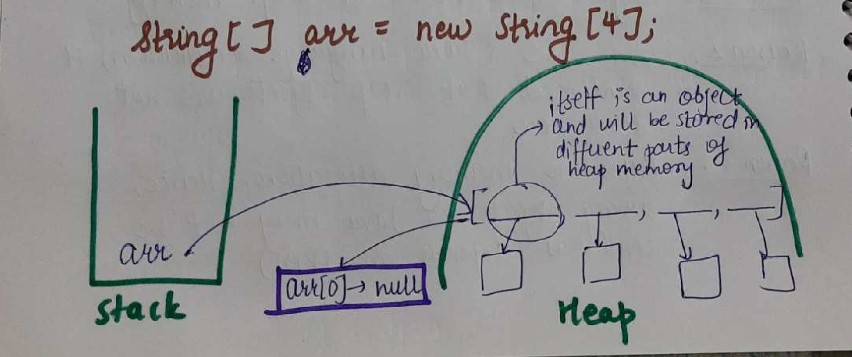 String[] arr = new String[4];
itself is an object
and will be stored in
diffuent parts of
heap memory
[ , , ]
arr
arr[0]→ null
Stack
Heap